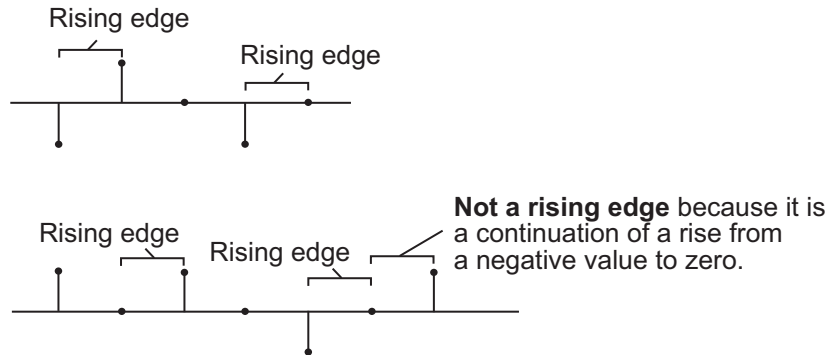 Rising edge
Rising edge
Not a rising edge because it is
a continuation of a rise from
a negative value to zero.
Rising edge
Rising edge